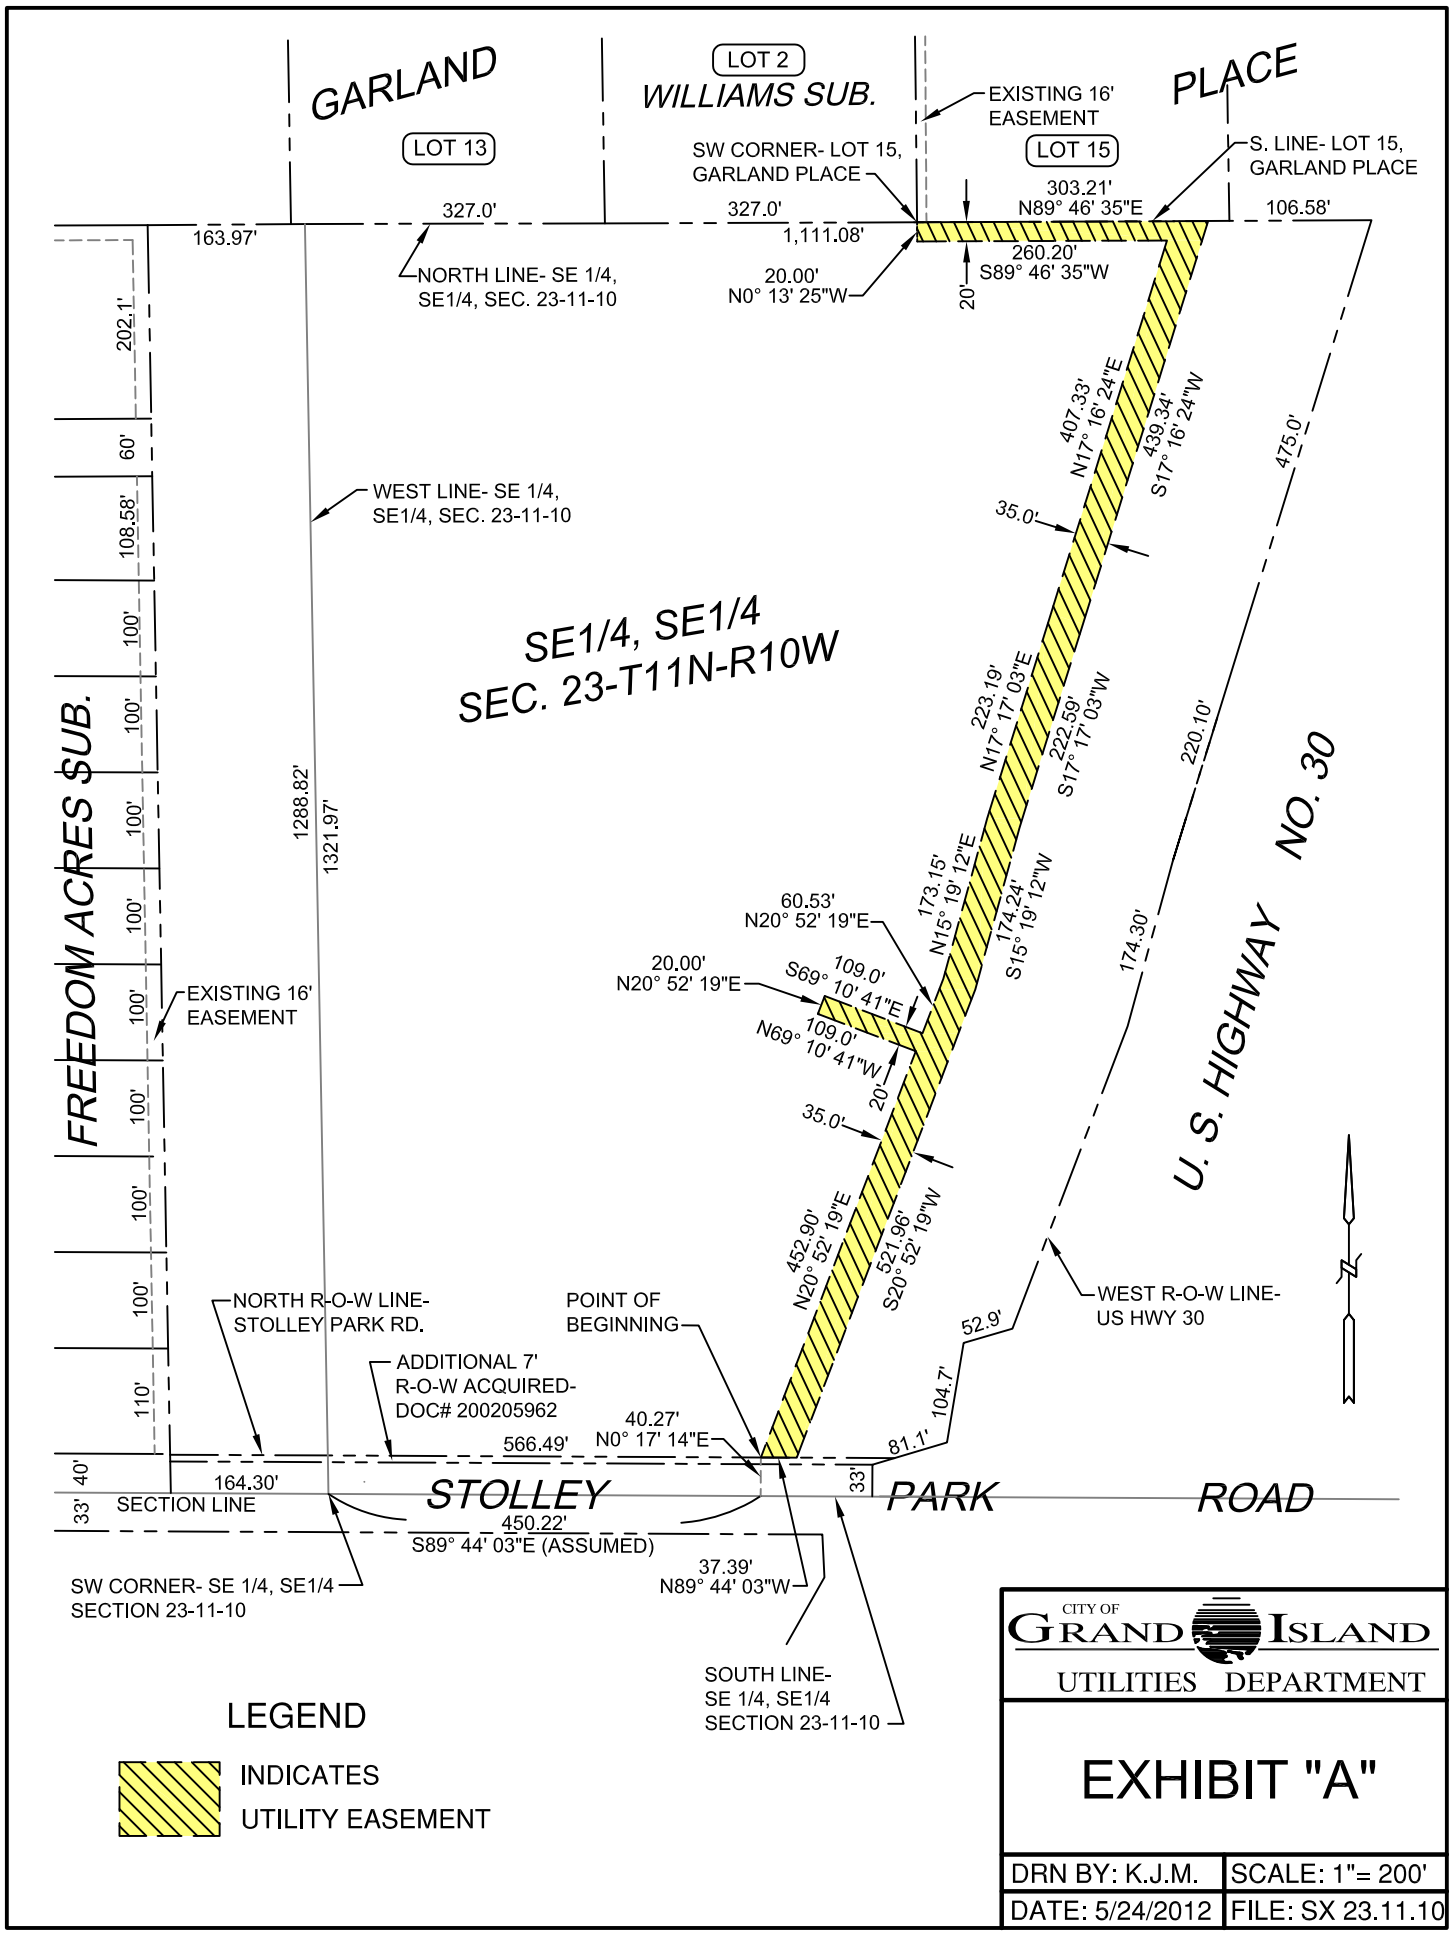 GARLAND
LOT 2
WILLIAMS SUB.
PLACE
EXISTING 16'
EASEMENT
LOT 13
SW CORNER- LOT 15,
GARLAND PLACE
LOT 15
S. LINE- LOT 15,
GARLAND PLACE
303.21'
N89° 46' 35"E
327.0'
327.0'
106.58'
163.97'
1,111.08'
260.20'
S89° 46' 35"W
20.00'
N0° 13' 25"W
20'
NORTH LINE- SE 1/4,
SE1/4, SEC. 23-11-10
202.1'
60'
108.58'
100'
100'
100'
100'
100'
100'
100'
100'
110'
407.33'
N17° 16' 24"E
439.34'
S17° 16' 24"W
475.0'
WEST LINE- SE 1/4,
SE1/4, SEC. 23-11-10
35.0'
SE1/4, SE1/4
SEC. 23-T11N-R10W
223.19'
N17° 17' 03"E
222.59'
S17° 17' 03"W
220.10'
FREEDOM ACRES SUB.
1288.82'
1321.97'
U. S. HIGHWAY NO. 30
173.15'
N15° 19' 12"E
174.24'
S15° 19' 12"W
174.30'
60.53'
N20° 52' 19"E
20.00'
N20° 52' 19"E
109.0'
S69° 10' 41"E
109.0'
N69° 10' 41"W
20'
EXISTING 16'
EASEMENT
35.0'
452.90'
N20° 52' 19"E
521.96'
S20° 52' 19"W
NORTH R-O-W LINE-
STOLLEY PARK RD.
POINT OF
BEGINNING
WEST R-O-W LINE-
US HWY 30
52.9'
104.7'
81.1'
ADDITIONAL 7'
R-O-W ACQUIRED-
DOC# 200205962
40.27'
N0° 17' 14"E
566.49'
40'
33'
164.30'
SECTION LINE
33'
STOLLEY PARK ROAD
450.22'
S89° 44' 03"E (ASSUMED)
37.39'
N89° 44' 03"W
SW CORNER- SE 1/4, SE1/4
SECTION 23-11-10
SOUTH LINE-
SE 1/4, SE1/4
SECTION 23-11-10
N
LEGEND
INDICATES
UTILITY EASEMENT
CITY OF
GRAND ISLAND
UTILITIES DEPARTMENT
EXHIBIT "A"
DRN BY: K.J.M.
SCALE: 1"= 200'
DATE: 5/24/2012
FILE: SX 23.11.10